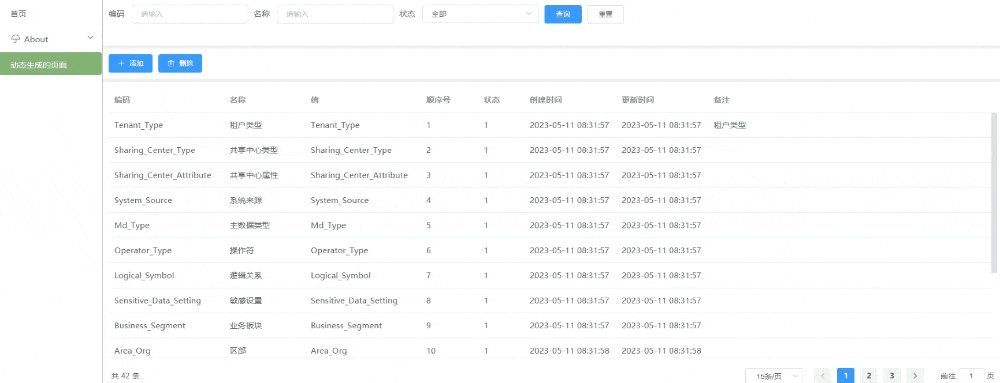 首页
About
动态生成的页面
编码 请输入 名称 请输入 状态 全部 查询 重置
添加 删除
编码 名称 值 顺序号 状态 创建时间 更新时间 备注
Tenant_Type 租户类型 Tenant_Type 1 1 2023-05-11 08:31:57 2023-05-11 08:31:57 租户类型
Sharing_Center_Type 共享中心类型 Sharing_Center_Type 2 1 2023-05-11 08:31:57 2023-05-11 08:31:57
Sharing_Center_Attribute 共享中心属性 Sharing_Center_Attribute 3 1 2023-05-11 08:31:57 2023-05-11 08:31:57
System_Source 系统来源 System_Source 4 1 2023-05-11 08:31:57 2023-05-11 08:31:57
Md_Type 主数据类型 Md_Type 5 1 2023-05-11 08:31:57 2023-05-11 08:31:57
Operator_Type 操作符 Operator_Type 6 1 2023-05-11 08:31:57 2023-05-11 08:31:57
Logical_Symbol 逻辑关系 Logical_Symbol 7 1 2023-05-11 08:31:57 2023-05-11 08:31:57
Sensitive_Data_Setting 敏感设置 Sensitive_Data_Setting 8 1 2023-05-11 08:31:57 2023-05-11 08:31:57
Business_Segment 业务板块 Business_Segment 9 1 2023-05-11 08:31:57 2023-05-11 08:31:57
Area_Org 区部 Area_Org 10 1 2023-05-11 08:31:58 2023-05-11 08:31:58
共 42 条 15条/页 1 2 3 前往 1 页